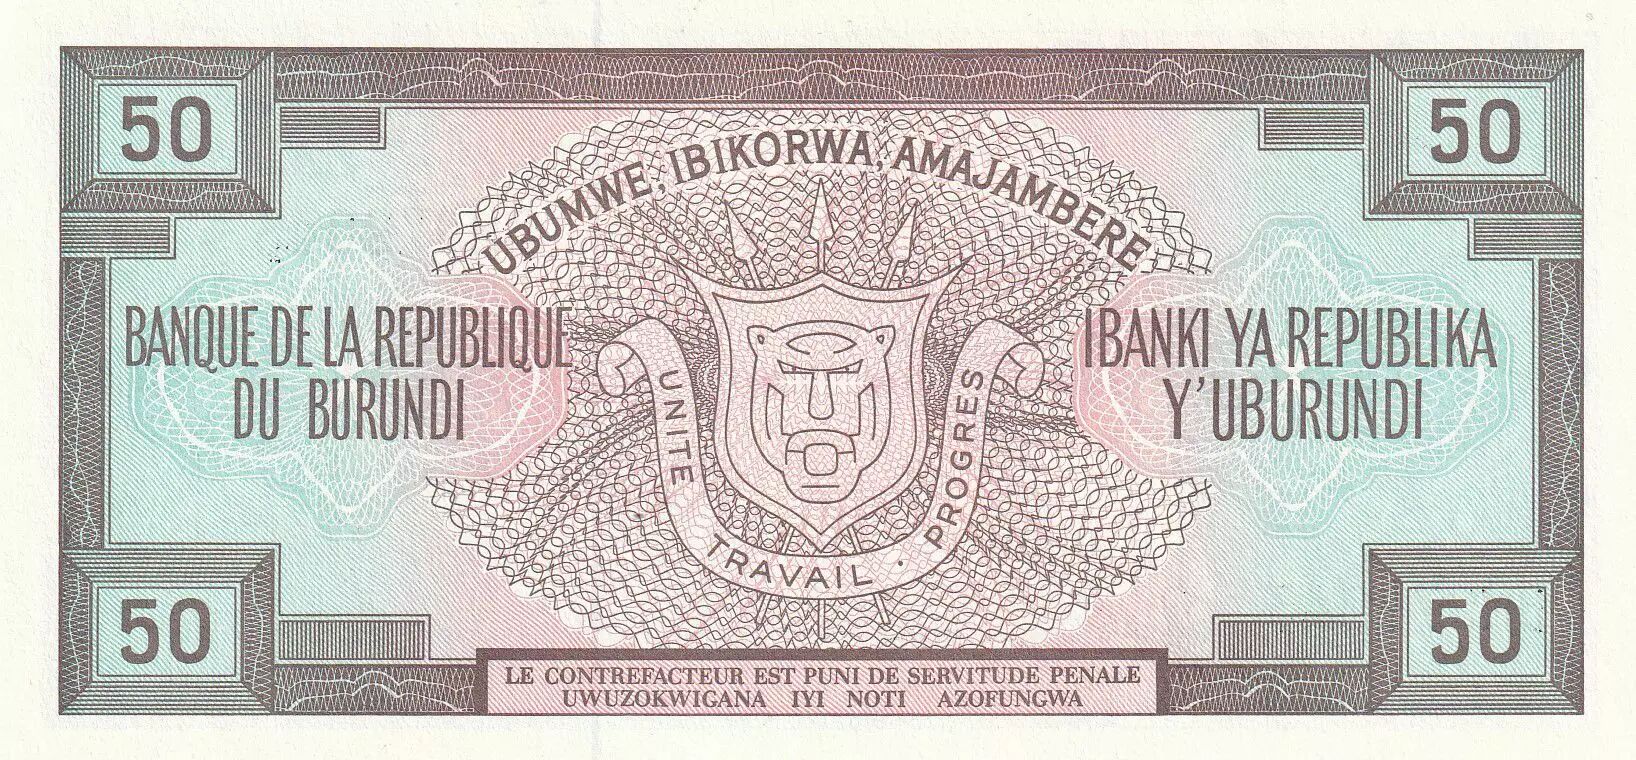 50
50
UBUMWE, IBIKORWA, AMAJAMBERE
BANQUE DE LA REPUBLIQUE
DU BURUNDI
IBANKI YA REPUBLIKA
Y'UBURUNDI
UNITE TRAVAIL . PROGRES
50
50
LE CONTREFACTEUR EST PUNI DE SERVITUDE PENALE
UWUZOKWIGANA IYI NOTI AZOFUNGWA